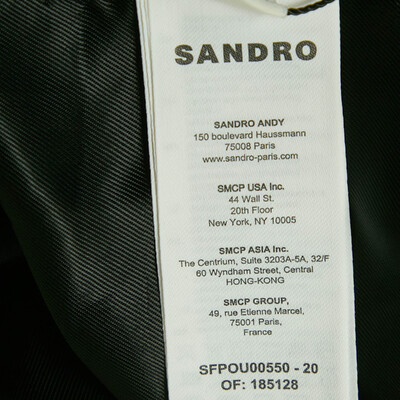 SANDRO
SANDRO ANDY
150 boulevard Haussmann
75008 Paris
www.sandro-paris.com
SMCP USA Inc.
44 Wall St.
20th Floor
New York, NY 10005
SMCP ASIA Inc.
The Centrium, Suite 3203A-5A, 32/F
60 Wyndham Street, Central
HONG-KONG
SMCP GROUP,
49, rue Etienne Marcel,
75001 Paris,
France
SFPOU00550 - 20
OF: 185128